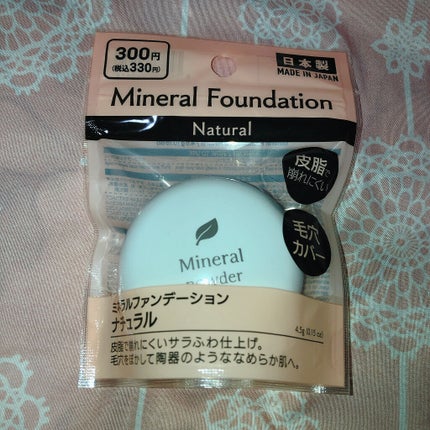 300円
(税込330円)
日本製
MADE IN JAPAN
Mineral Foundation
Natural
皮脂で
崩れにくい
毛穴
カバー
Mineral
Powder
ミネラルファンデーション
ナチュラル
4.5g (0.15 oz)
皮脂で崩れにくいサラふわ仕上げ。
毛穴をぼかして陶器のようななめらか肌へ。